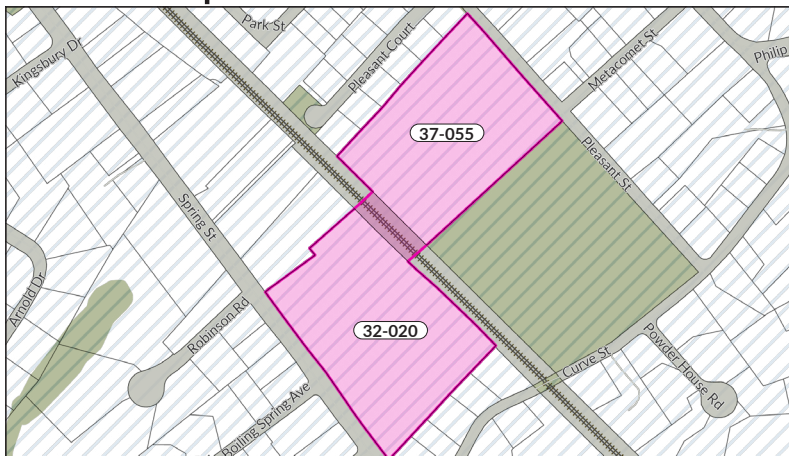 Park St
Pleasant Court
Kingsbury Dr
Metacomet St
Philip
37-055
Pleasant St
Spring St
Arnold Dr
Robinson Rd
32-020
Curve St
Powder House Rd
Boiling Spring Ave